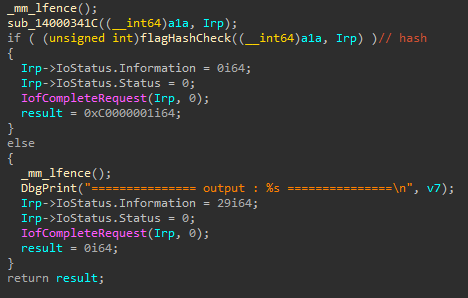 _mm_lfence();
sub_14000341C((__int64)a1a, Irp);
if ( (unsigned int)flagHashCheck((__int64)a1a, Irp) )// hash
{
  Irp->IoStatus.Information = 0i64;
  Irp->IoStatus.Status = 0;
  IofCompleteRequest(Irp, 0);
  result = 0xC0000001i64;
}
else
{
  _mm_lfence();
  DbgPrint("=============== output : %s ===============\n", v7);
  Irp->IoStatus.Information = 29i64;
  Irp->IoStatus.Status = 0;
  IofCompleteRequest(Irp, 0);
  result = 0i64;
}
return result;